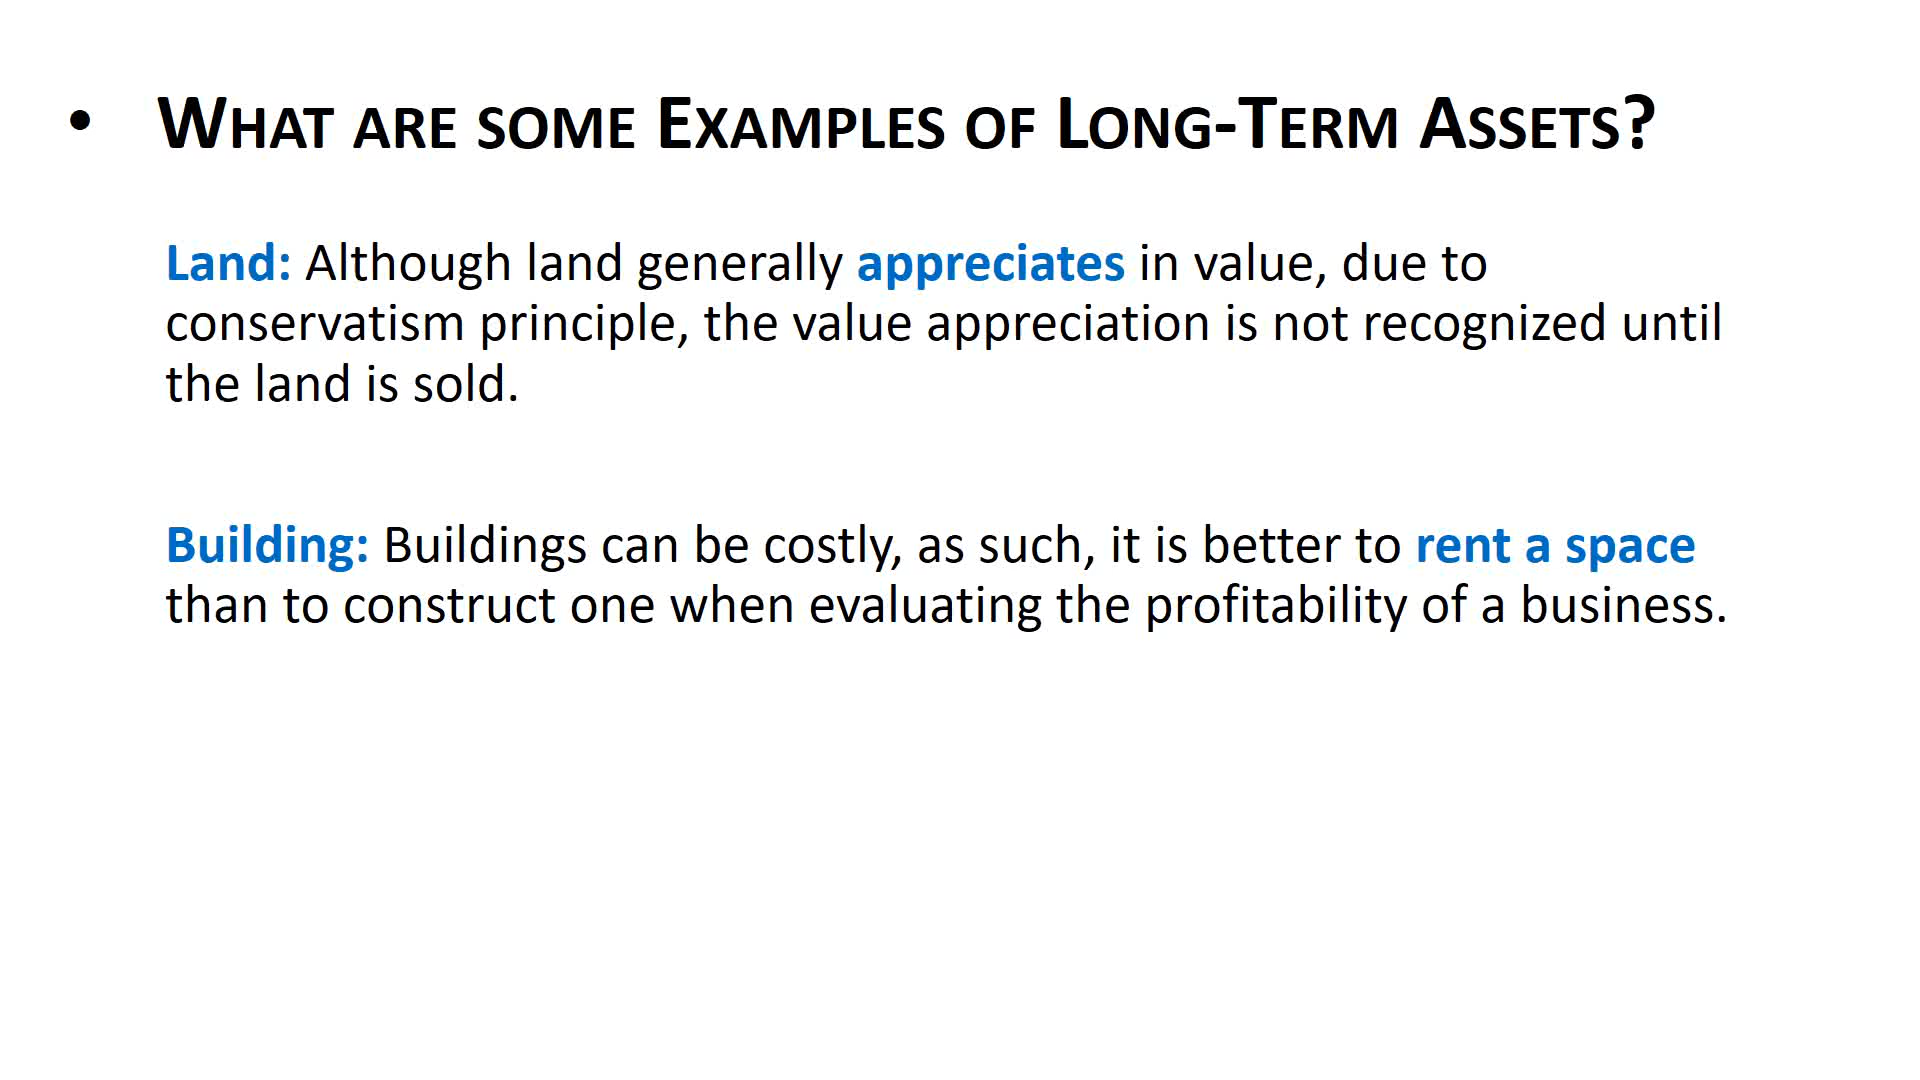 • What are some Examples of Long-Term Assets?
Land: Although land generally appreciates in value, due to
conservatism principle, the value appreciation is not recognized until
the land is sold.
Building: Buildings can be costly, as such, it is better to rent a space
than to construct one when evaluating the profitability of a business.